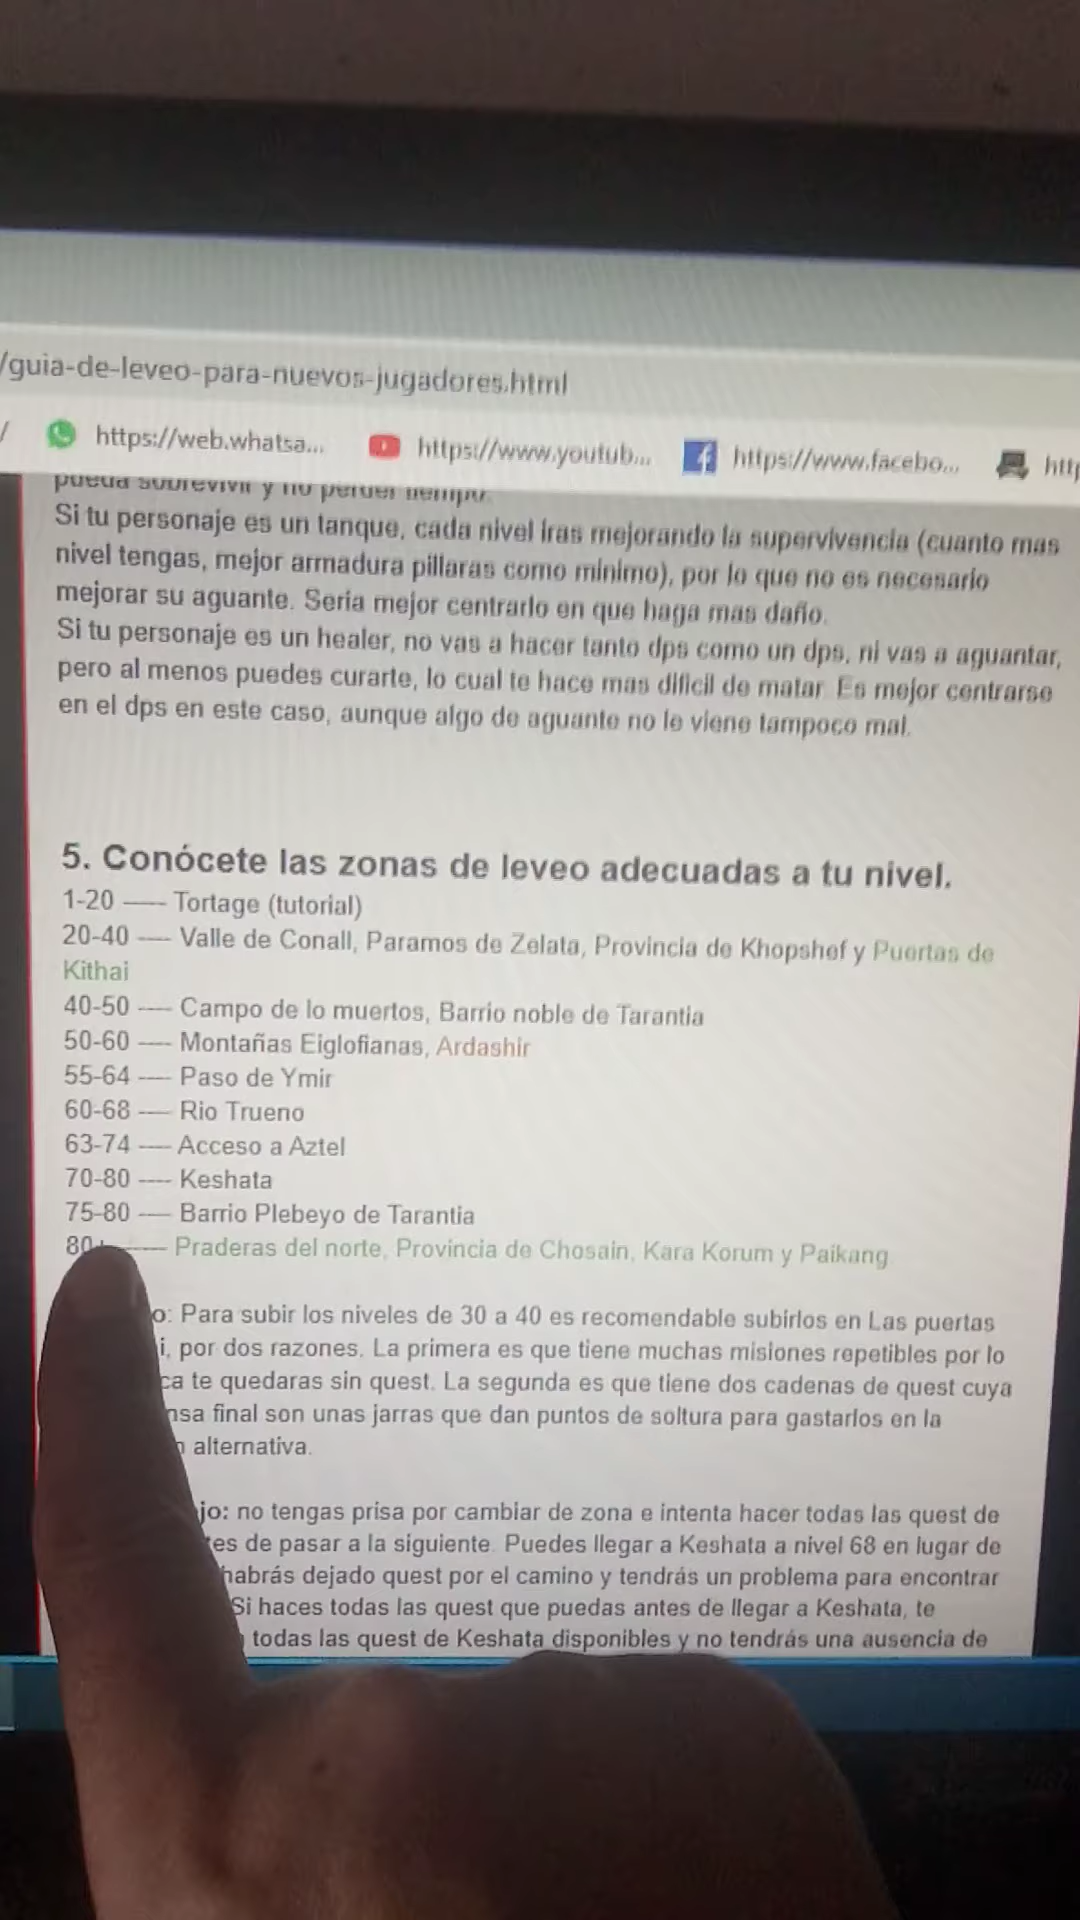 /guia-de-leveo-para-nuevos-jugadores.html
/ https://web.whatsa... https://www.youtub... https://www.facebo... http
pueda sobrevivir y no perder tiempo.
Si tu personaje es un tanque, cada nivel iras mejorando la supervivencia (cuanto mas
nivel tengas, mejor armadura pillaras como minimo), por lo que no es necesario
mejorar su aguante. Seria mejor centrarlo en que haga mas daño.
Si tu personaje es un healer, no vas a hacer tanto dps como un dps, ni vas a aguantar,
pero al menos puedes curarte, lo cual te hace mas dificil de matar. Es mejor centrarse
en el dps en este caso, aunque algo de aguante no le viene tampoco mal.
5. Conócete las zonas de leveo adecuadas a tu nivel.
1-20 ---- Tortage (tutorial)
20-40 ---- Valle de Conall, Paramos de Zelata, Provincia de Khopshef y Puertas de
Kithai
40-50 ---- Campo de lo muertos, Barrio noble de Tarantia
50-60 ---- Montañas Eiglofianas, Ardashir
55-64 ---- Paso de Ymir
60-68 ---- Rio Trueno
63-74 ---- Acceso a Aztel
70-80 ---- Keshata
75-80 ---- Barrio Plebeyo de Tarantia
80+ ---- Praderas del norte, Provincia de Chosain, Kara Korum y Paikang
o: Para subir los niveles de 30 a 40 es recomendable subirlos en Las puertas
i, por dos razones. La primera es que tiene muchas misiones repetibles por lo
ca te quedaras sin quest. La segunda es que tiene dos cadenas de quest cuya
nsa final son unas jarras que dan puntos de soltura para gastarlos en la
n alternativa.
jo: no tengas prisa por cambiar de zona e intenta hacer todas las quest de
tes de pasar a la siguiente. Puedes llegar a Keshata a nivel 68 en lugar de
habrás dejado quest por el camino y tendrás un problema para encontrar
Si haces todas las quest que puedas antes de llegar a Keshata, te
todas las quest de Keshata disponibles y no tendrás una ausencia de